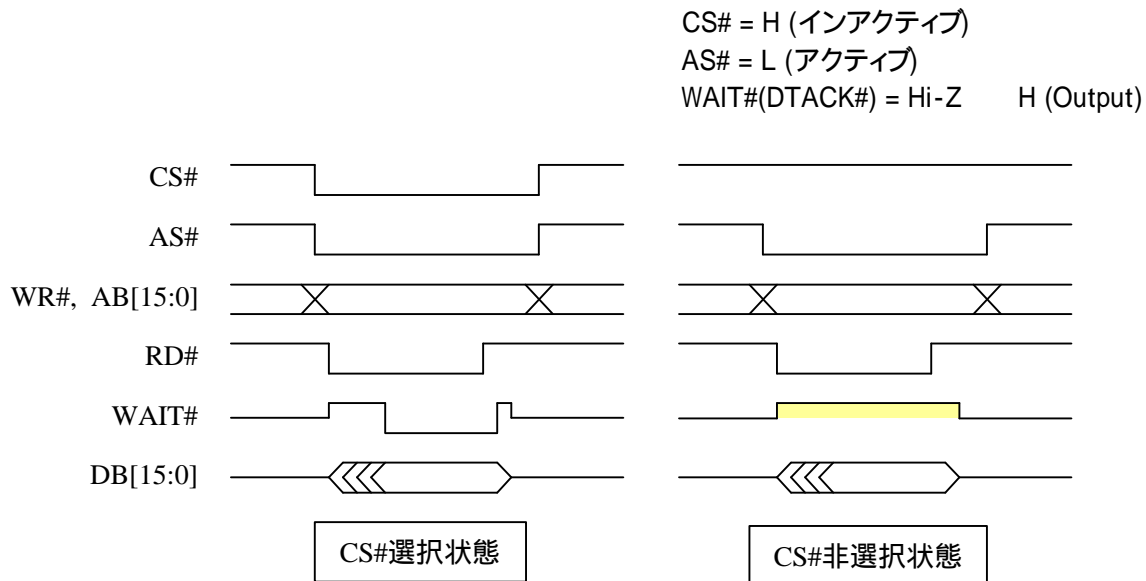 CS# = H (インアクティブ)
AS# = L (アクティブ)
WAIT#(DTACK#) = Hi-Z H (Output)
CS#
AS#
WR#, AB[15:0]
RD#
WAIT#
DB[15:0]
CS#選択状態
CS#非選択状態